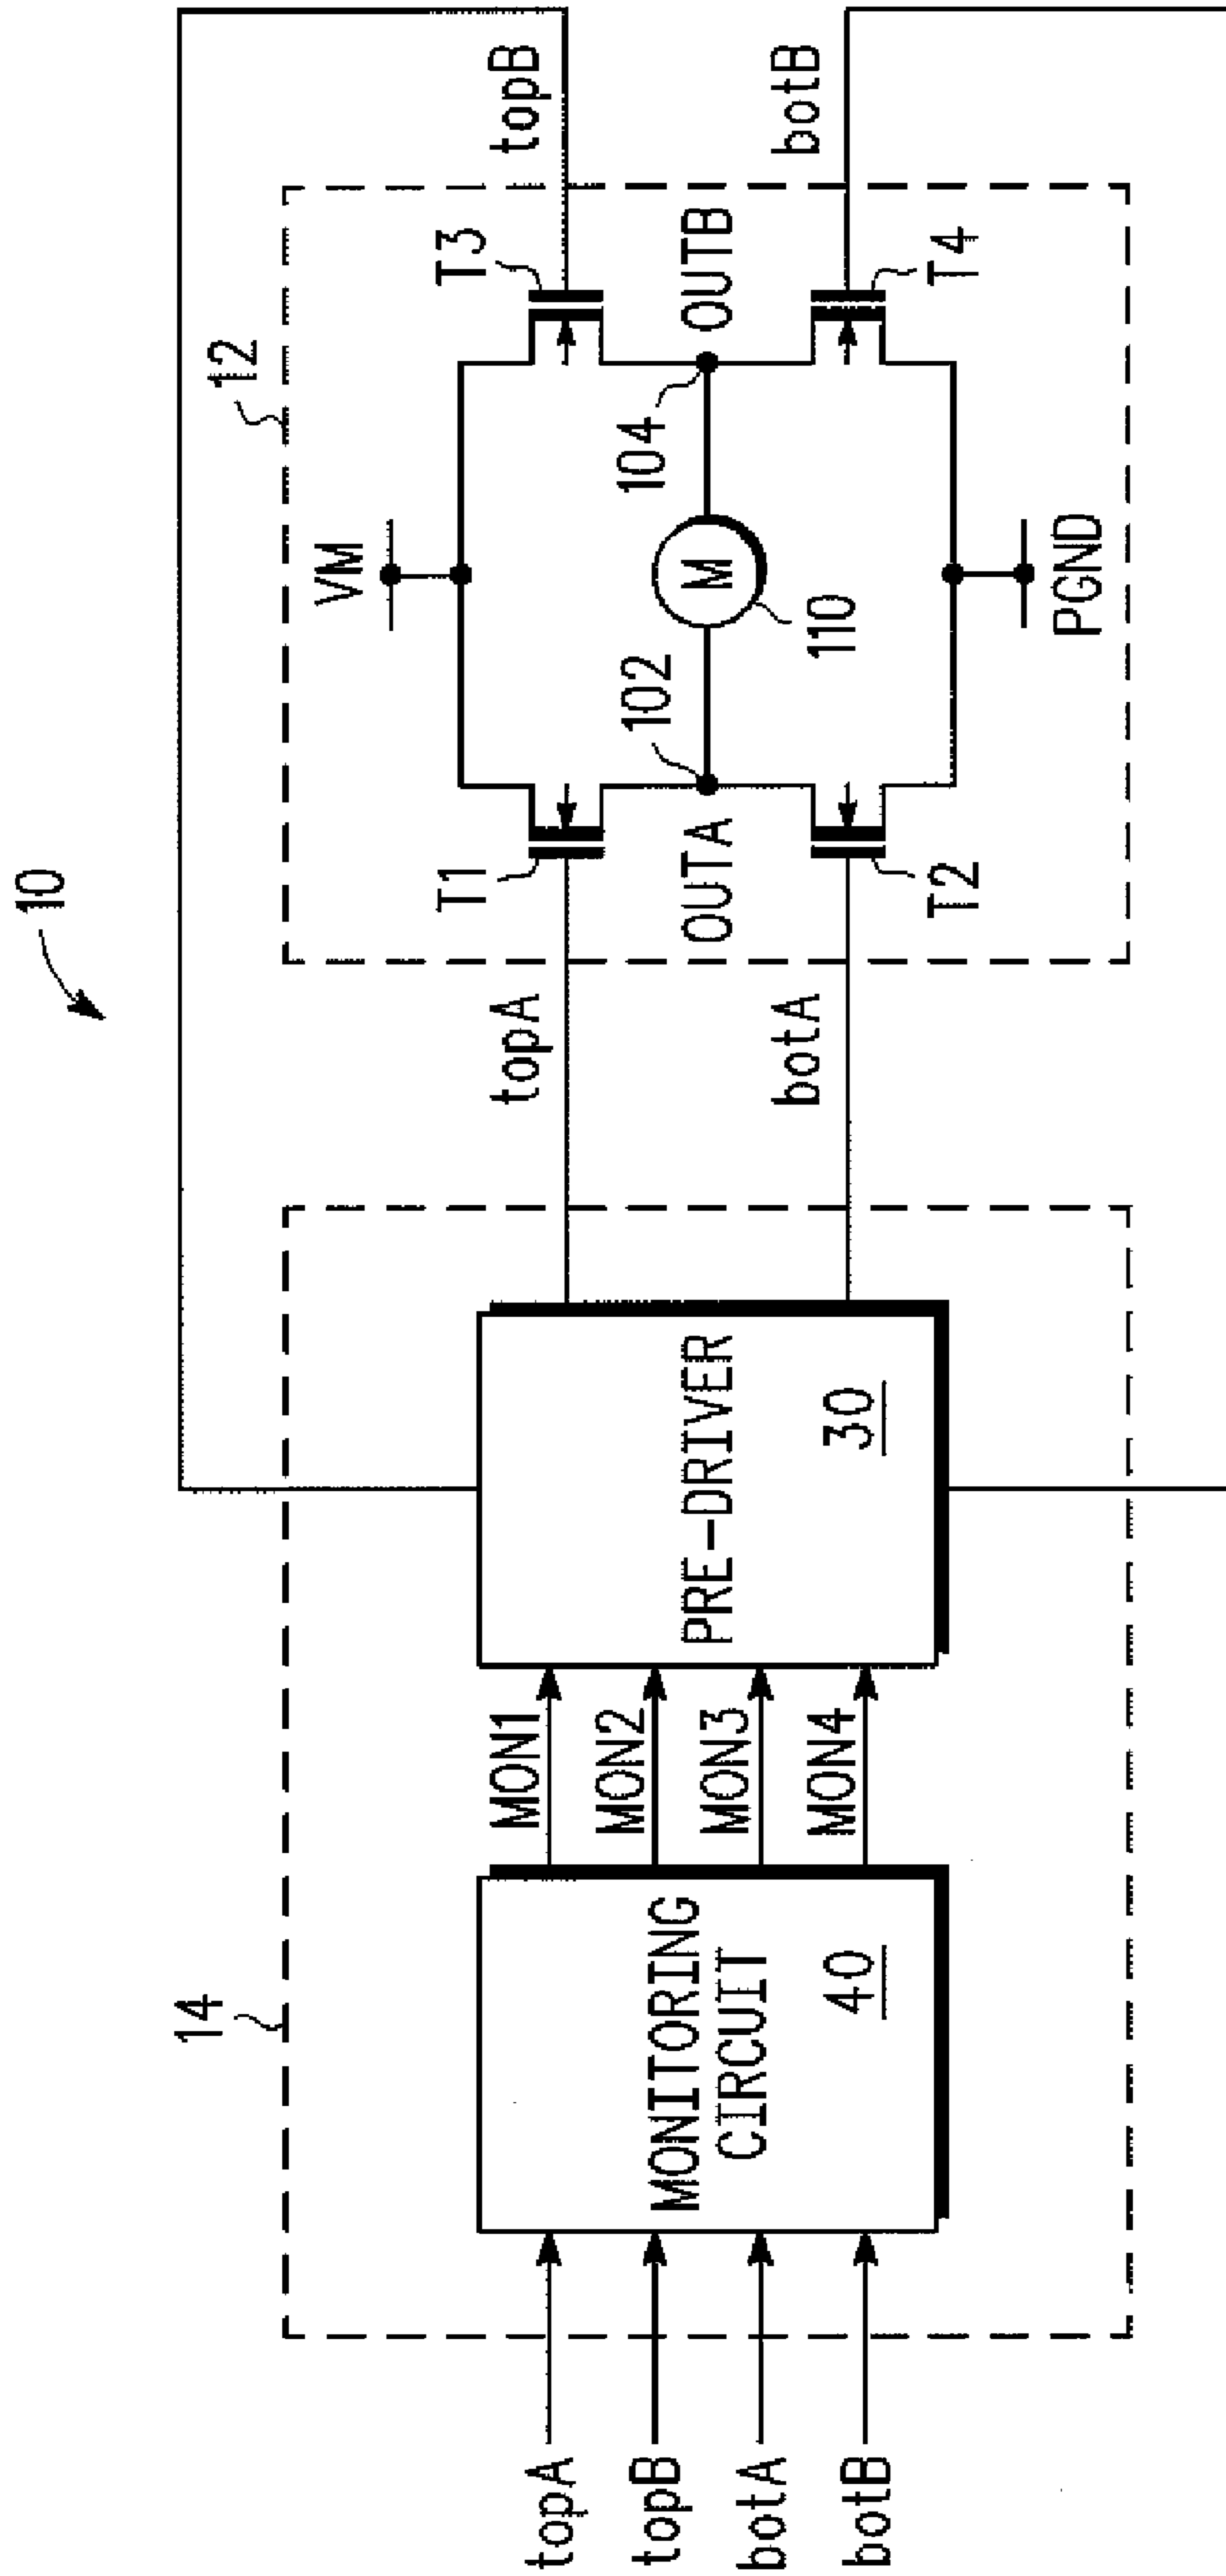 10
14
12
topA
topB
botA
botB
MONITORING
CIRCUIT
40
MON1
MON2
MON3
MON4
PRE-DRIVER
30
topA
botA
VM
T1
T3
topB
OUTA
102
M
110
104
OUTB
T2
T4
botB
PGND